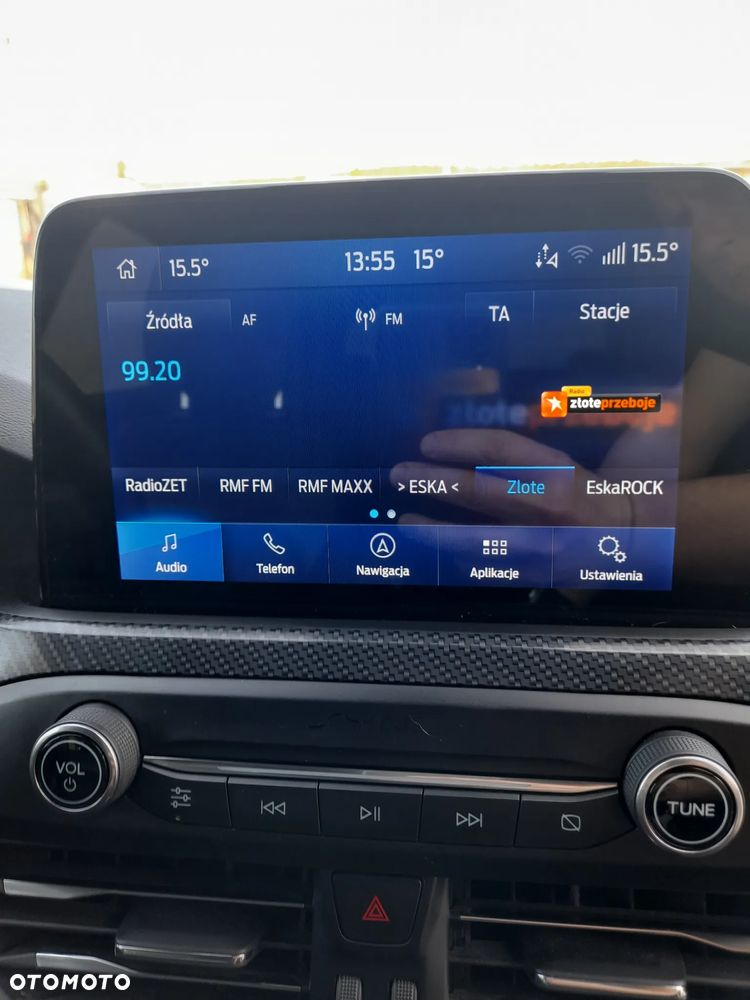 15.5° 13:55 15° 15.5°
Źródła AF FM TA Stacje
99.20
Radio
złoteprzeboje
RadioZET RMF FM RMF MAXX > ESKA < Zlote EskaROCK
Audio Telefon Nawigacja Aplikacje Ustawienia
VOL
TUNE
OTOMOTO